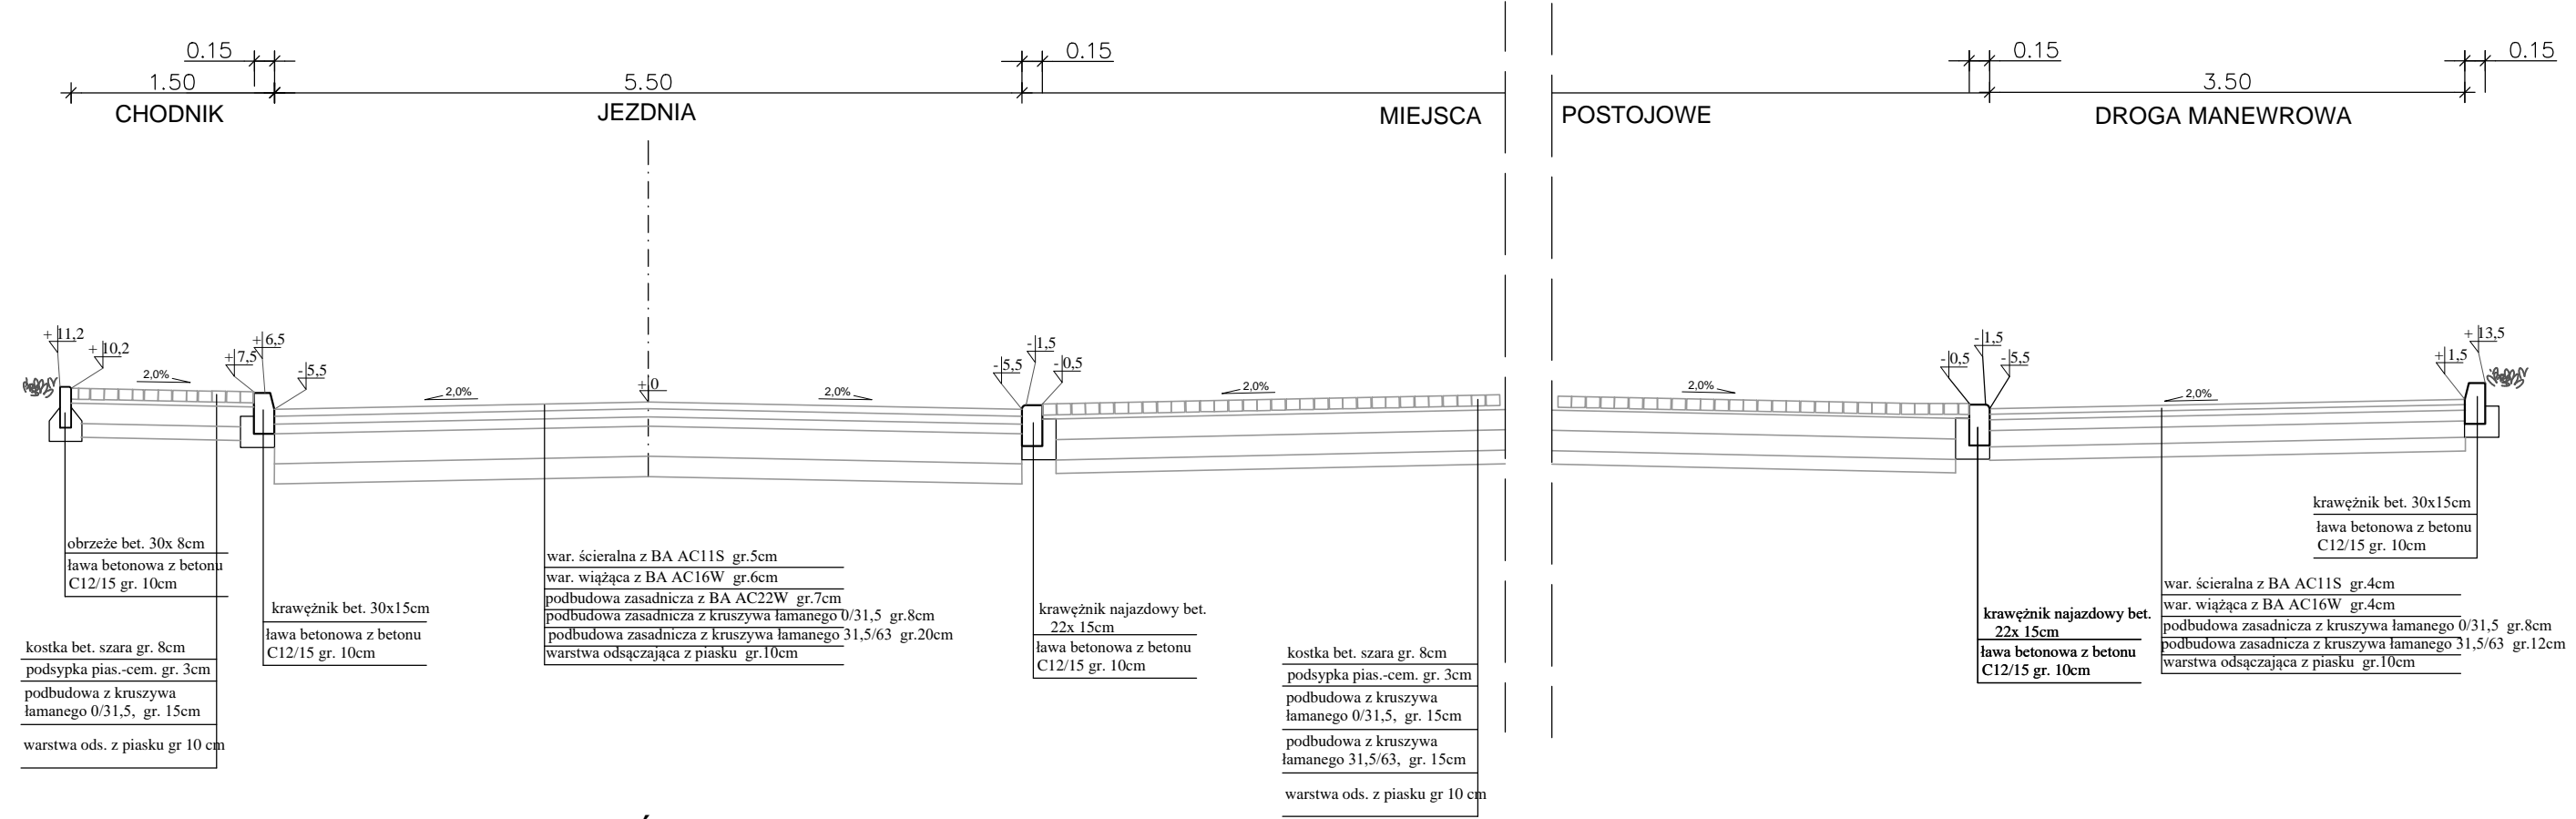 0.15
0.15
0.15
0.15
1.50
5.50
3.50
CHODNIK
JEZDNIA
MIEJSCA
POSTOJOWE
DROGA MANEWROWA
+11,2
+10,2
+7,5
+6,5
-5,5
+0
-5,5
-1,5
-0,5
-0,5
-1,5
-5,5
+1,5
+13,5
2,0%
2,0%
2,0%
2,0%
2,0%
2,0%
obrzeże bet. 30x 8cm
ława betonowa z betonu
C12/15 gr. 10cm
kostka bet. szara gr. 8cm
podsypka pias.-cem. gr. 3cm
podbudowa z kruszywa
łamanego 0/31,5, gr. 15cm
warstwa ods. z piasku gr 10 cm
krawężnik bet. 30x15cm
ława betonowa z betonu
C12/15 gr. 10cm
war. ścieralna z BA AC11S gr.5cm
war. wiążąca z BA AC16W gr.6cm
podbudowa zasadnicza z BA AC22W gr.7cm
podbudowa zasadnicza z kruszywa łamanego 0/31,5 gr.8cm
podbudowa zasadnicza z kruszywa łamanego 31,5/63 gr.20cm
warstwa odsączająca z piasku gr.10cm
krawężnik najazdowy bet.
22x 15cm
ława betonowa z betonu
C12/15 gr. 10cm
kostka bet. szara gr. 8cm
podsypka pias.-cem. gr. 3cm
podbudowa z kruszywa
łamanego 0/31,5, gr. 15cm
podbudowa z kruszywa
łamanego 31,5/63, gr. 15cm
warstwa ods. z piasku gr 10 cm
krawężnik najazdowy bet.
22x 15cm
ława betonowa z betonu
C12/15 gr. 10cm
war. ścieralna z BA AC11S gr.4cm
war. wiążąca z BA AC16W gr.4cm
podbudowa zasadnicza z kruszywa łamanego 0/31,5 gr.8cm
podbudowa zasadnicza z kruszywa łamanego 31,5/63 gr.12cm
warstwa odsączająca z piasku gr.10cm
krawężnik bet. 30x15cm
ława betonowa z betonu
C12/15 gr. 10cm